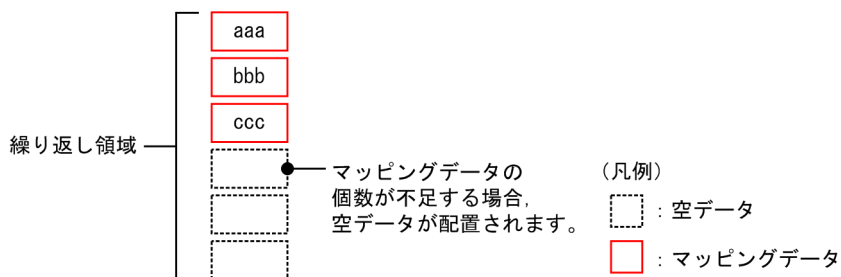 aaa
bbb
ccc
繰り返し領域
マッピングデータの
個数が不足する場合,
空データが配置されます。
（凡例）
：空データ
：マッピングデータ